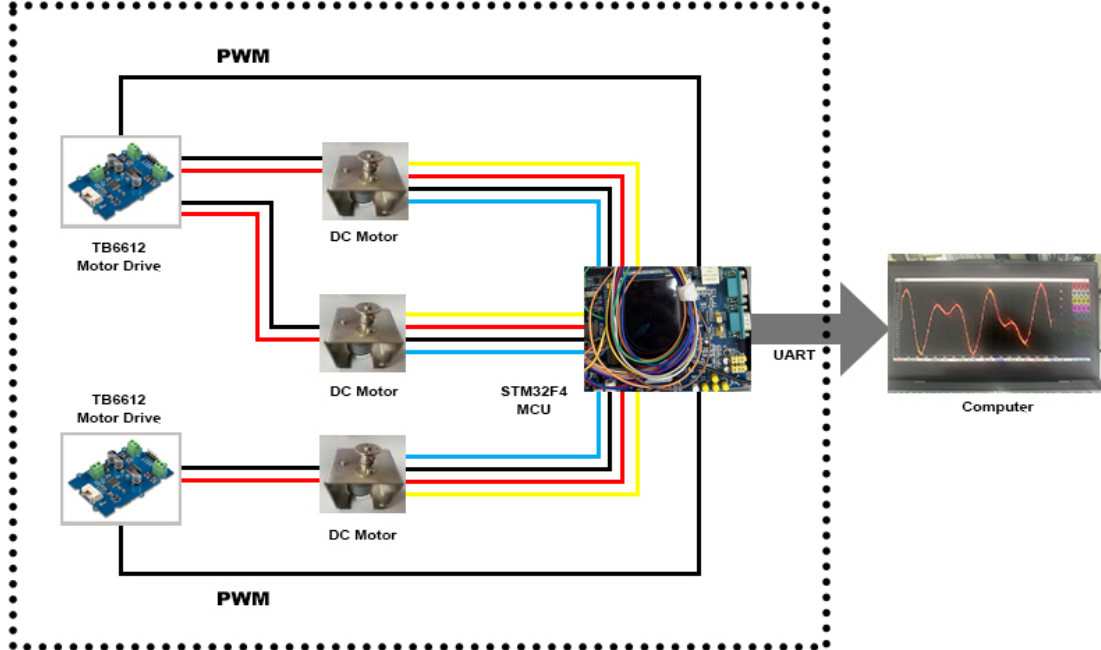 PWM
TB6612
Motor Drive
DC Motor
DC Motor
STM32F4
MCU
UART
Computer
TB6612
Motor Drive
DC Motor
PWM